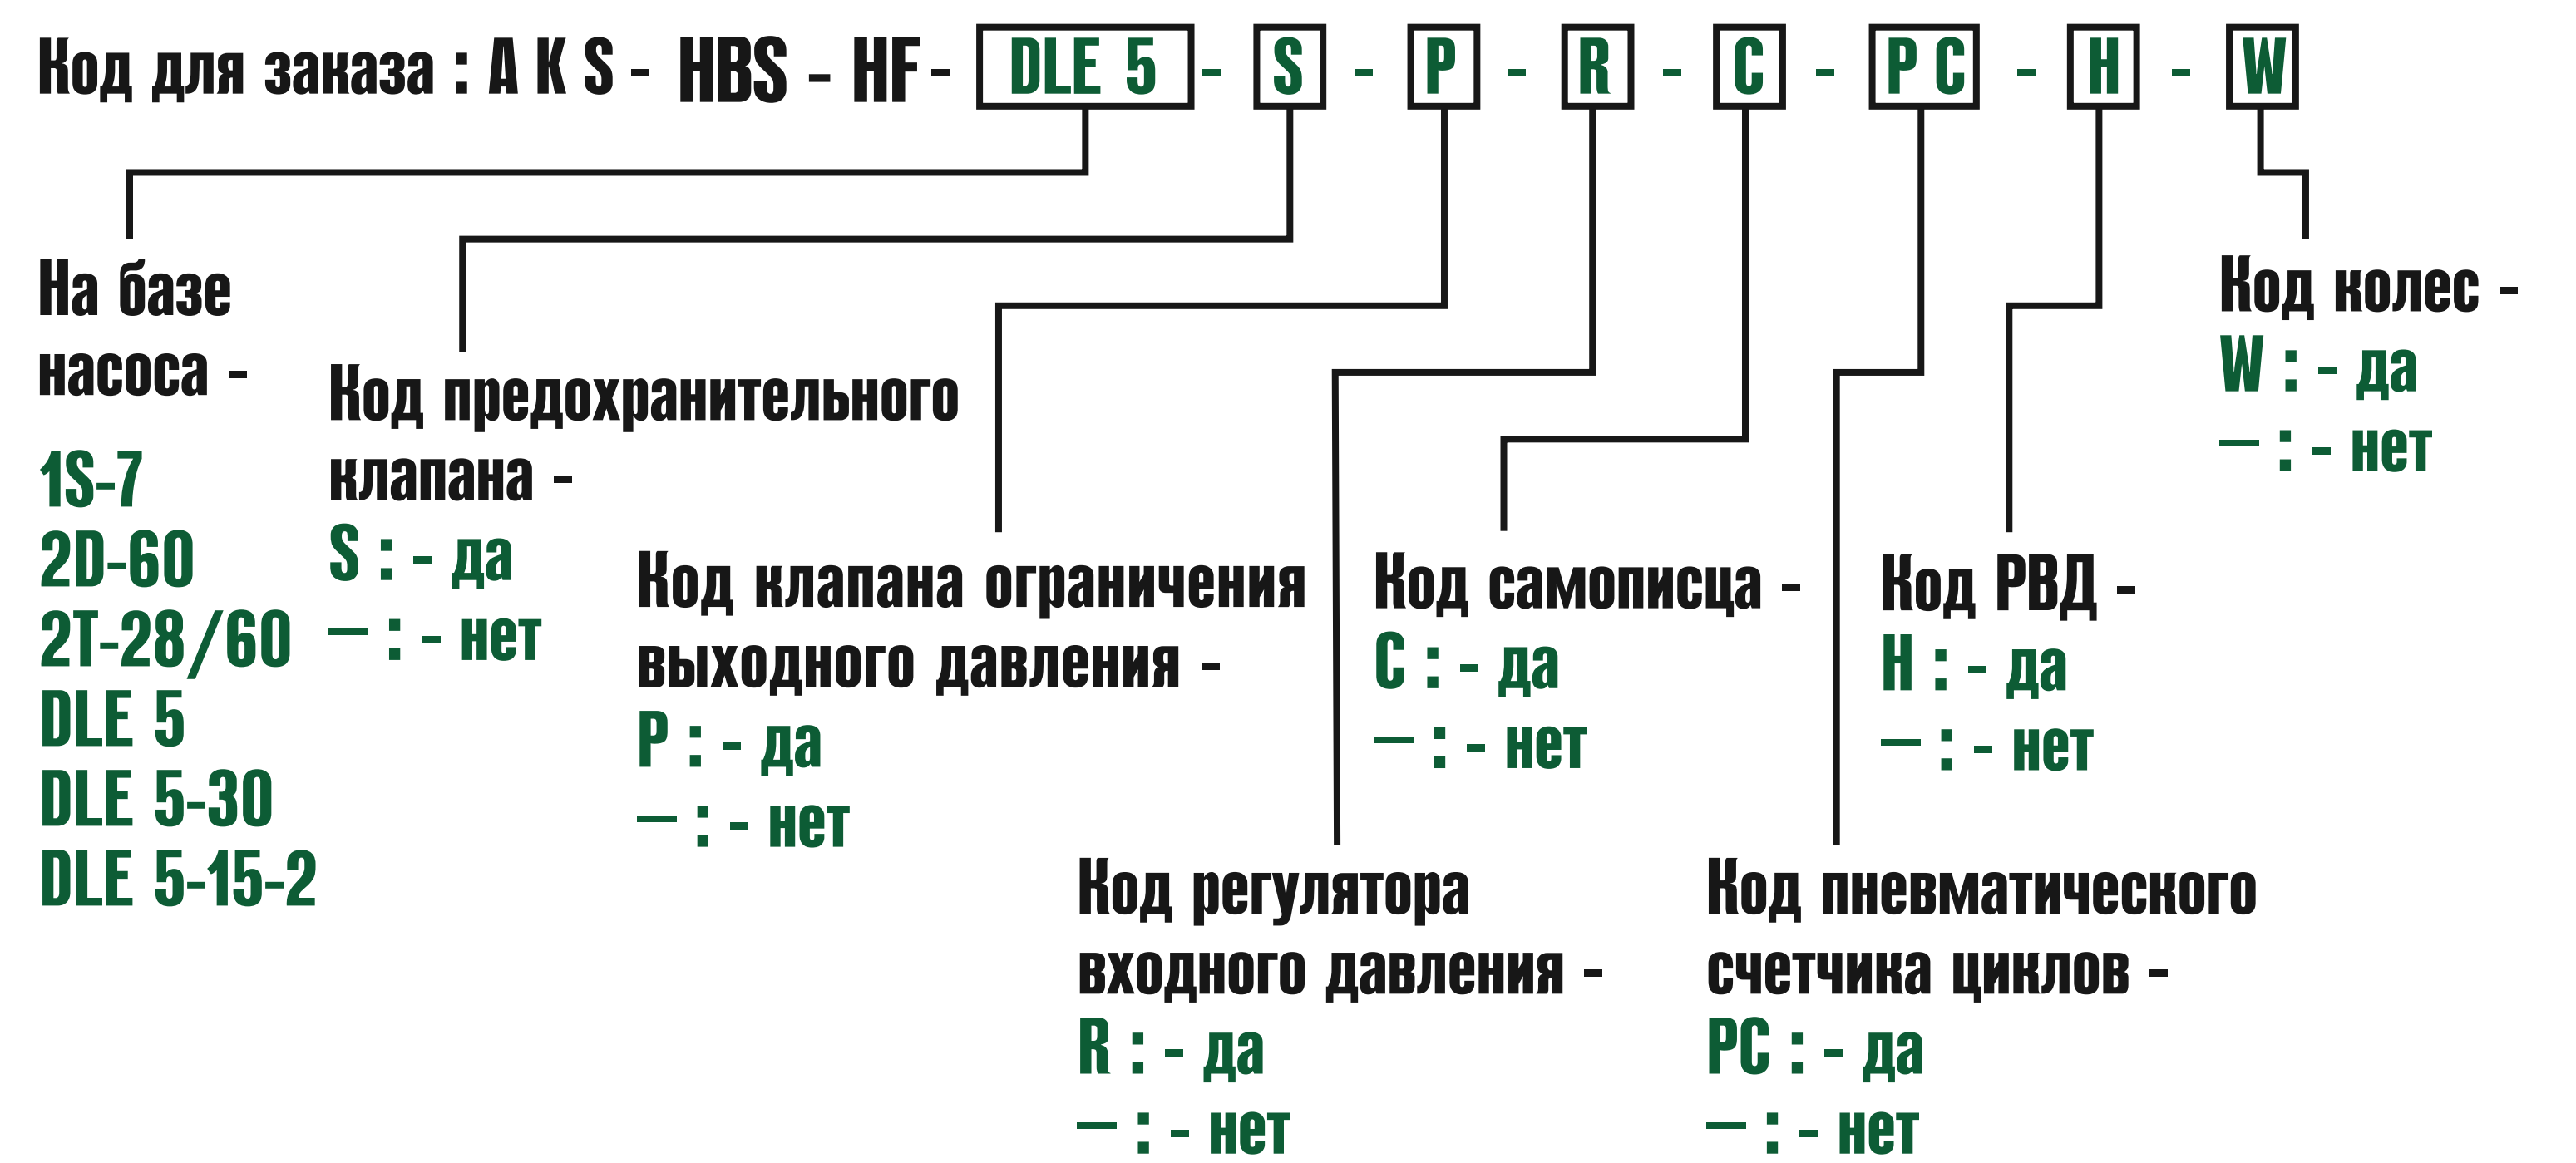 Код для заказа : A K S - HBS - HF - DLE 5 - S - P - R - C - P C - H - W
На базе
насоса -
1S-7
2D-60
2T-28/60
DLE 5
DLE 5-30
DLE 5-15-2
Код предохранительного
клапана -
S : - да
— : - нет
Код клапана ограничения
выходного давления -
P : - да
— : - нет
Код регулятора
входного давления -
R : - да
— : - нет
Код самописца -
C : - да
— : - нет
Код пневматического
счетчика циклов -
PC : - да
— : - нет
Код РВД -
H : - да
— : - нет
Код колес -
W : - да
— : - нет